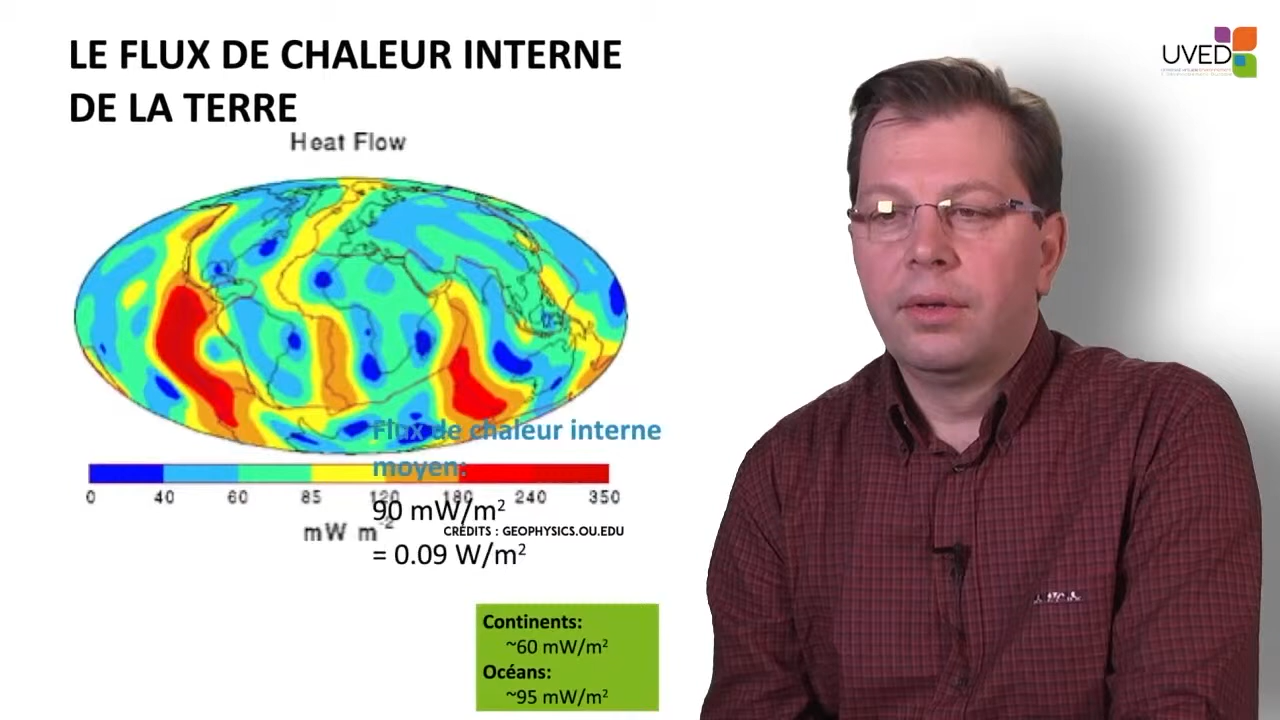 LE FLUX DE CHALEUR INTERNE
DE LA TERRE
UVED
Heat Flow
Flux de chaleur interne
moyen:
0 40 60 85 120 180 240 350
90 mW/m²
mW m⁻²
CRÉDITS : GEOPHYSICS.OU.EDU
= 0.09 W/m²
Continents:
~60 mW/m²
Océans:
~95 mW/m²